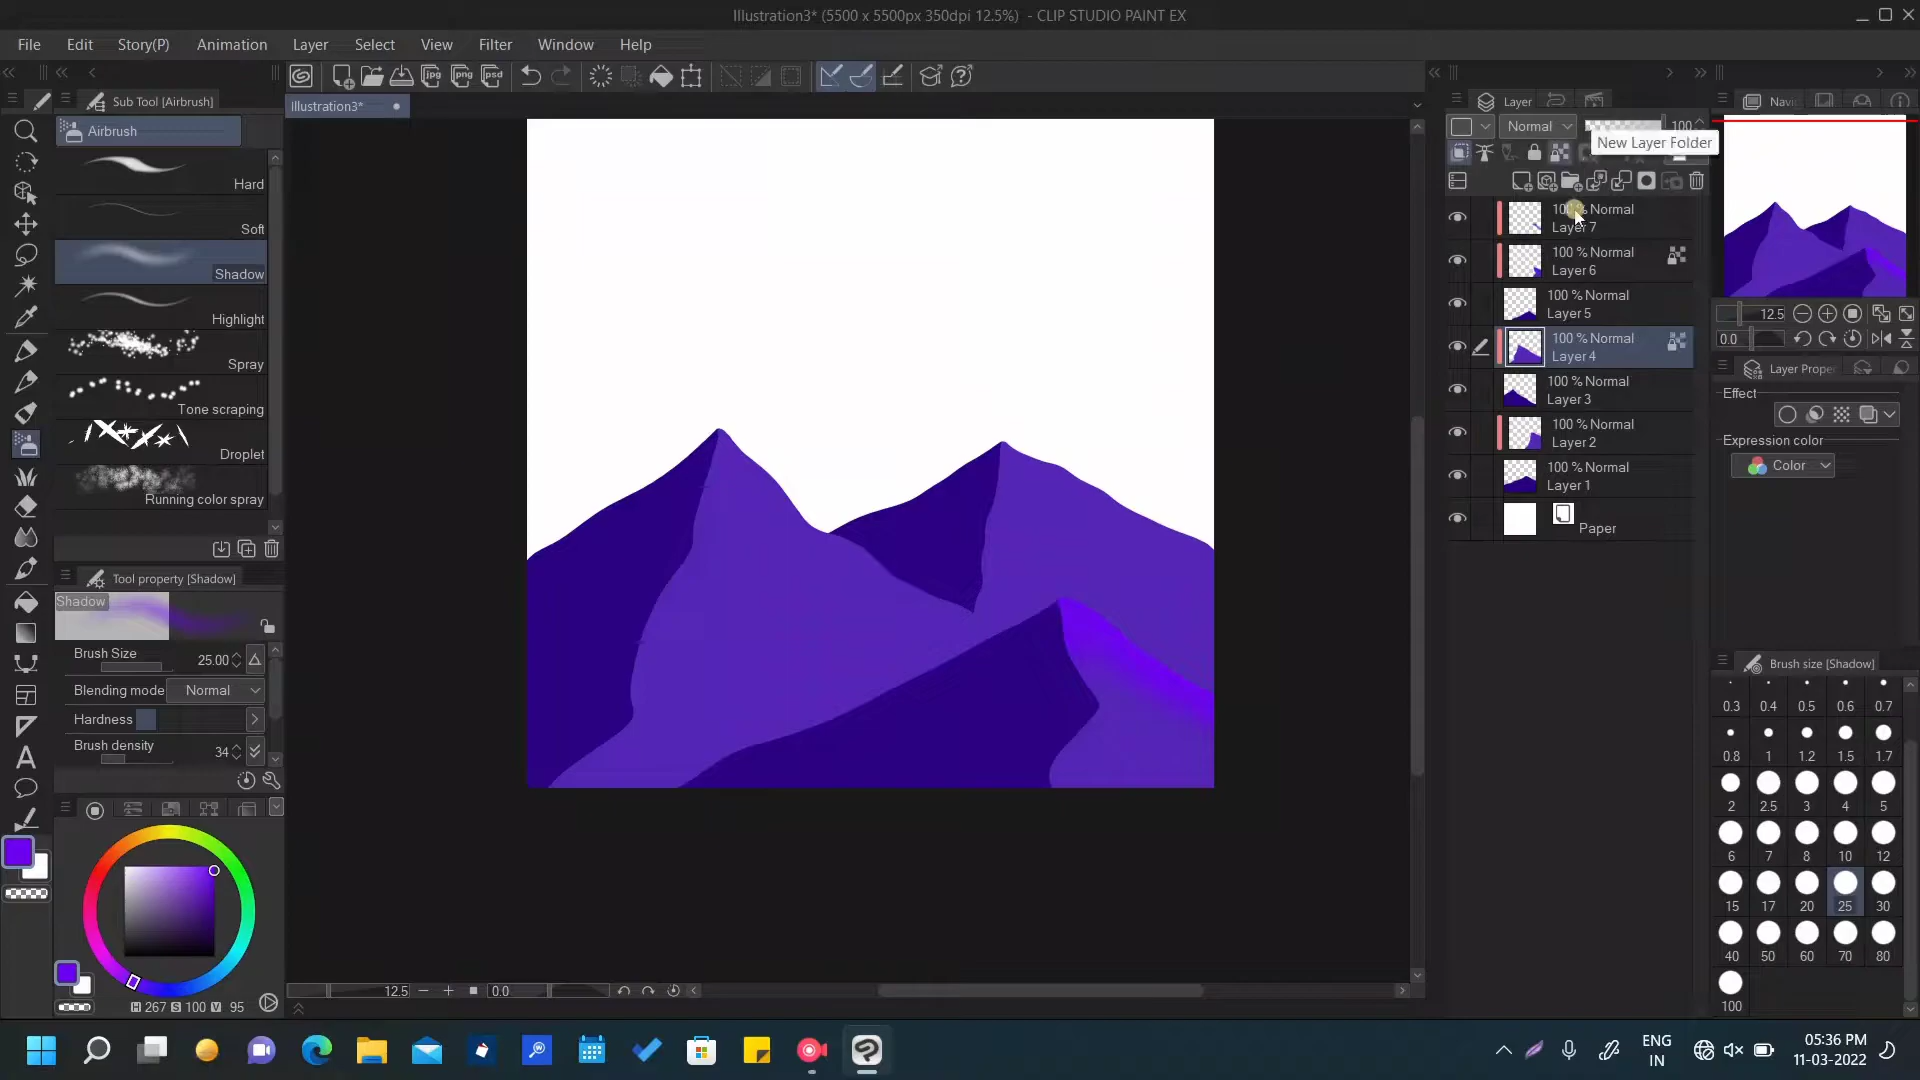 Illustration3* (5500 x 5500px 350dpi 12.5%) - CLIP STUDIO PAINT EX
File Edit Story(P) Animation Layer Select View Filter Window Help
jpg png psd
Sub Tool [Airbrush]
Airbrush
Hard
Soft
Shadow
Highlight
Spray
Tone scraping
Droplet
Running color spray
Tool property [Shadow]
Shadow
Brush Size 25.00
Blending mode Normal
Hardness
Brush density 34
H 267 S 100 V 95
Illustration3*
12.5 0.0
Layer
Normal 100
New Layer Folder
100 % Normal
Layer 7
100 % Normal
Layer 6
100 % Normal
Layer 5
100 % Normal
Layer 4
100 % Normal
Layer 3
100 % Normal
Layer 2
100 % Normal
Layer 1
Paper
Navi
12.5
0.0
Layer Proper
Effect
Expression color
Color
Brush size [Shadow]
0.3 0.4 0.5 0.6 0.7
0.8 1 1.2 1.5 1.7
2 2.5 3 4 5
6 7 8 10 12
15 17 20 25 30
40 50 60 70 80
100
ENG
IN
05:36 PM
11-03-2022